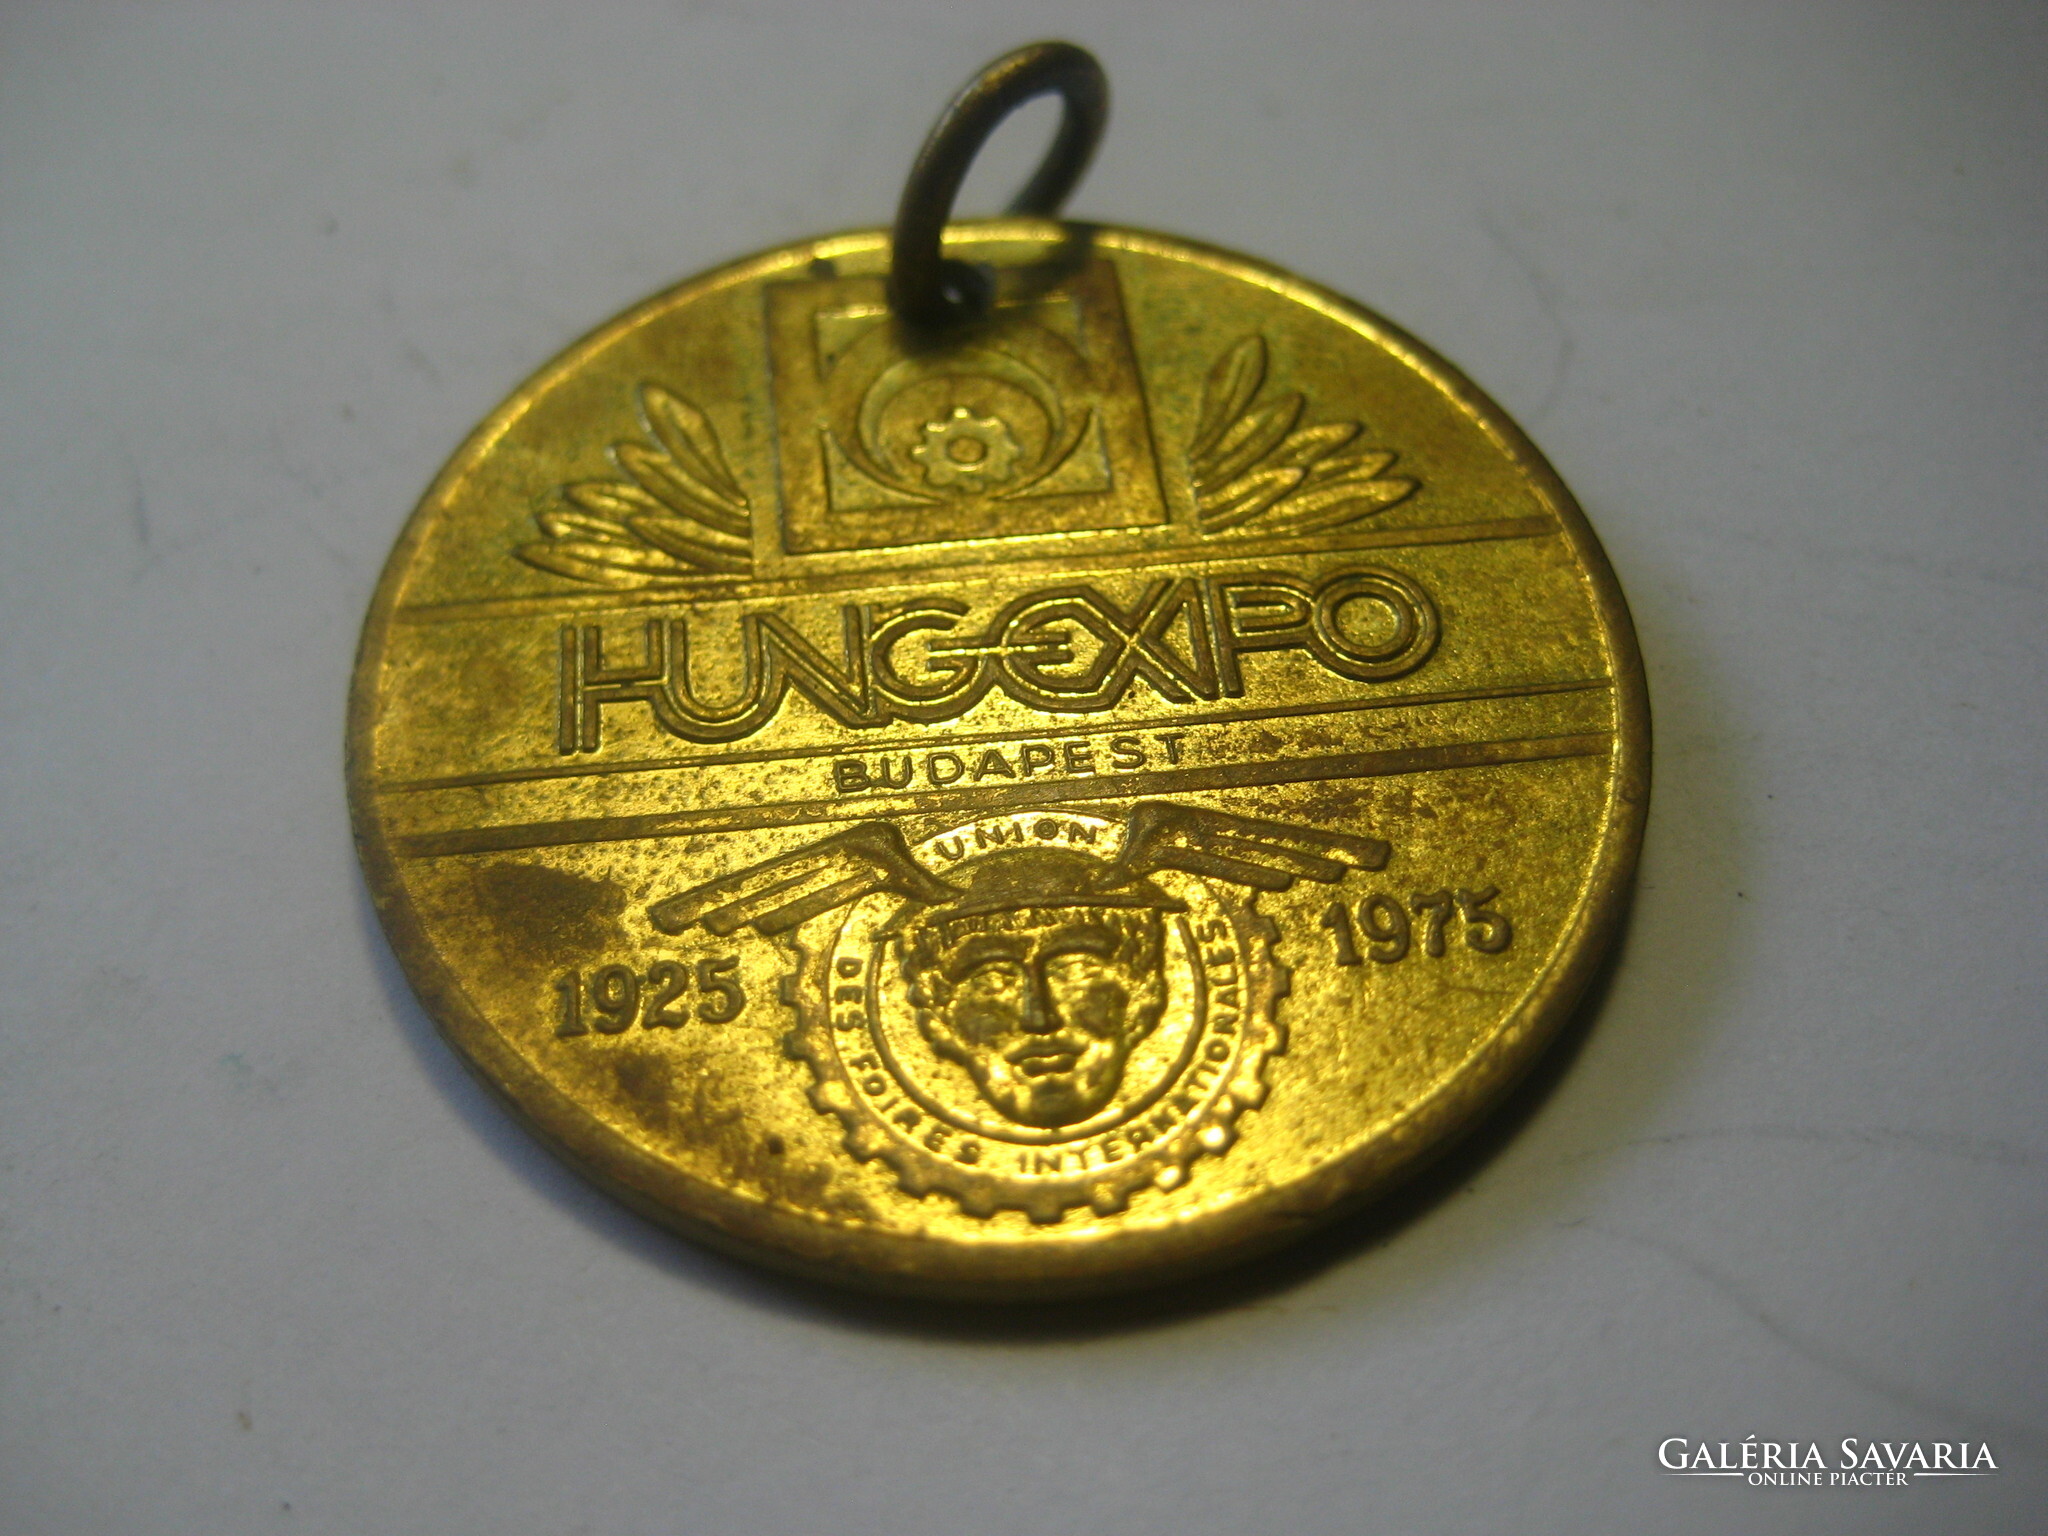 HUNGEXPO
BUDAPEST
UNION
1925
1975
DES FOIRES INTERNATIONALES
GALÉRIA SAVARIA
ONLINE PIACTÉR